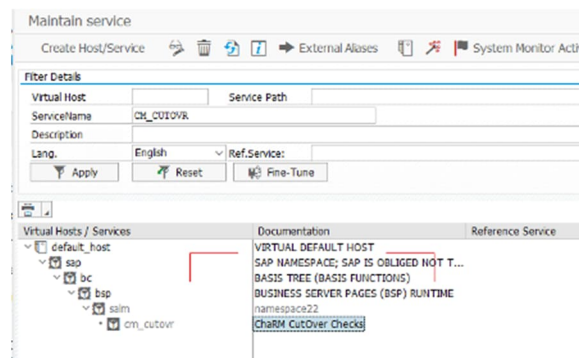 Maintain service
Create Host/Service External Aliases System Monitor Acti
Filter Details
Virtual Host Service Path
ServiceName CM_CUTOVR
Description
Lang. English Ref.Service:
Apply Reset Fine-Tune
Virtual Hosts / Services Documentation Reference Service
default_host VIRTUAL DEFAULT HOST
sap SAP NAMESPACE; SAP IS OBLIGED NOT T...
bc BASIS TREE (BASIS FUNCTIONS)
bsp BUSINESS SERVER PAGES (BSP) RUNTIME
salm namespace22
cm_cutovr ChaRM CutOver Checks